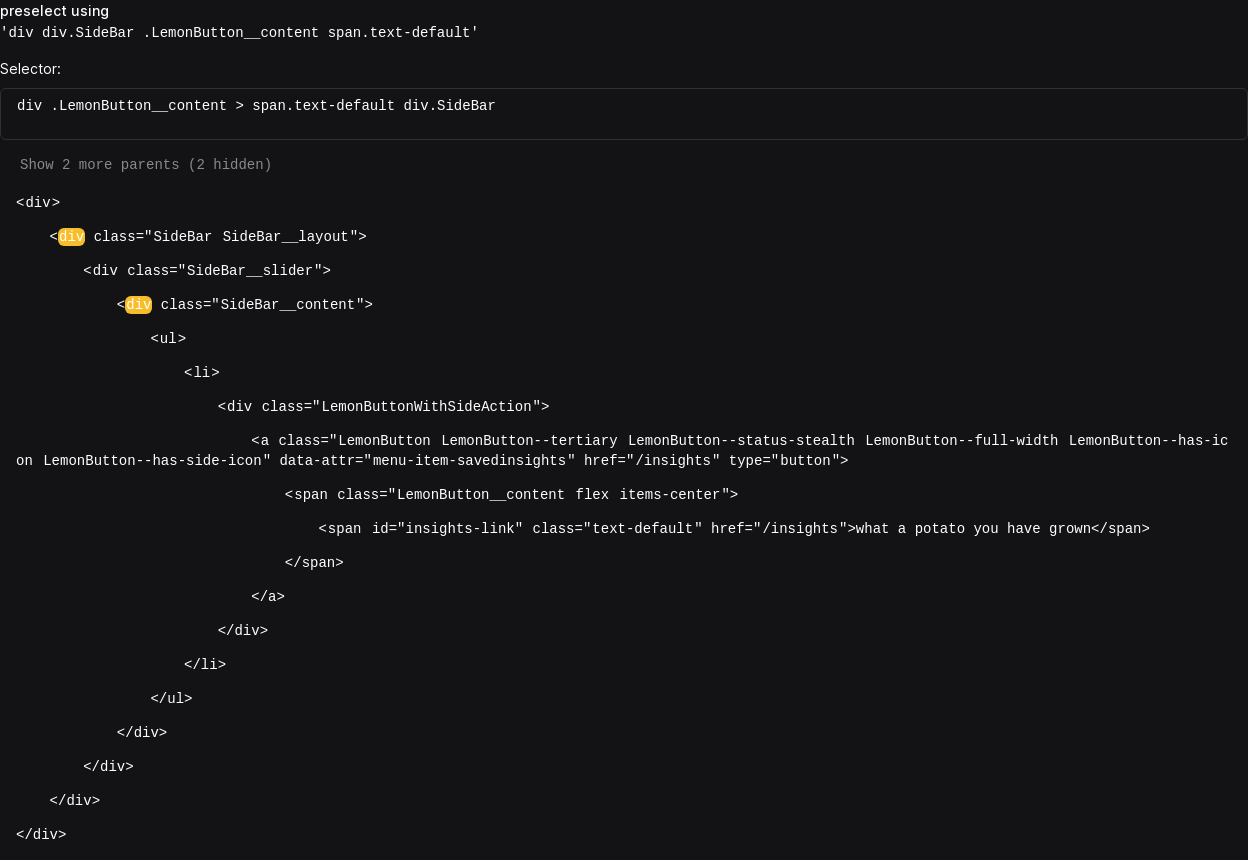 preselect using
'div div.SideBar .LemonButton__content span.text-default'
Selector:
div .LemonButton__content > span.text-default div.SideBar
Show 2 more parents (2 hidden)
<div>
<div class="SideBar SideBar__layout">
<div class="SideBar__slider">
<div class="SideBar__content">
<ul>
<li>
<div class="LemonButtonWithSideAction">
<a class="LemonButton LemonButton--tertiary LemonButton--status-stealth LemonButton--full-width LemonButton--has-ic
on LemonButton--has-side-icon" data-attr="menu-item-savedinsights" href="/insights" type="button">
<span class="LemonButton__content flex items-center">
<span id="insights-link" class="text-default" href="/insights">what a potato you have grown</span>
</span>
</a>
</div>
</li>
</ul>
</div>
</div>
</div>
</div>